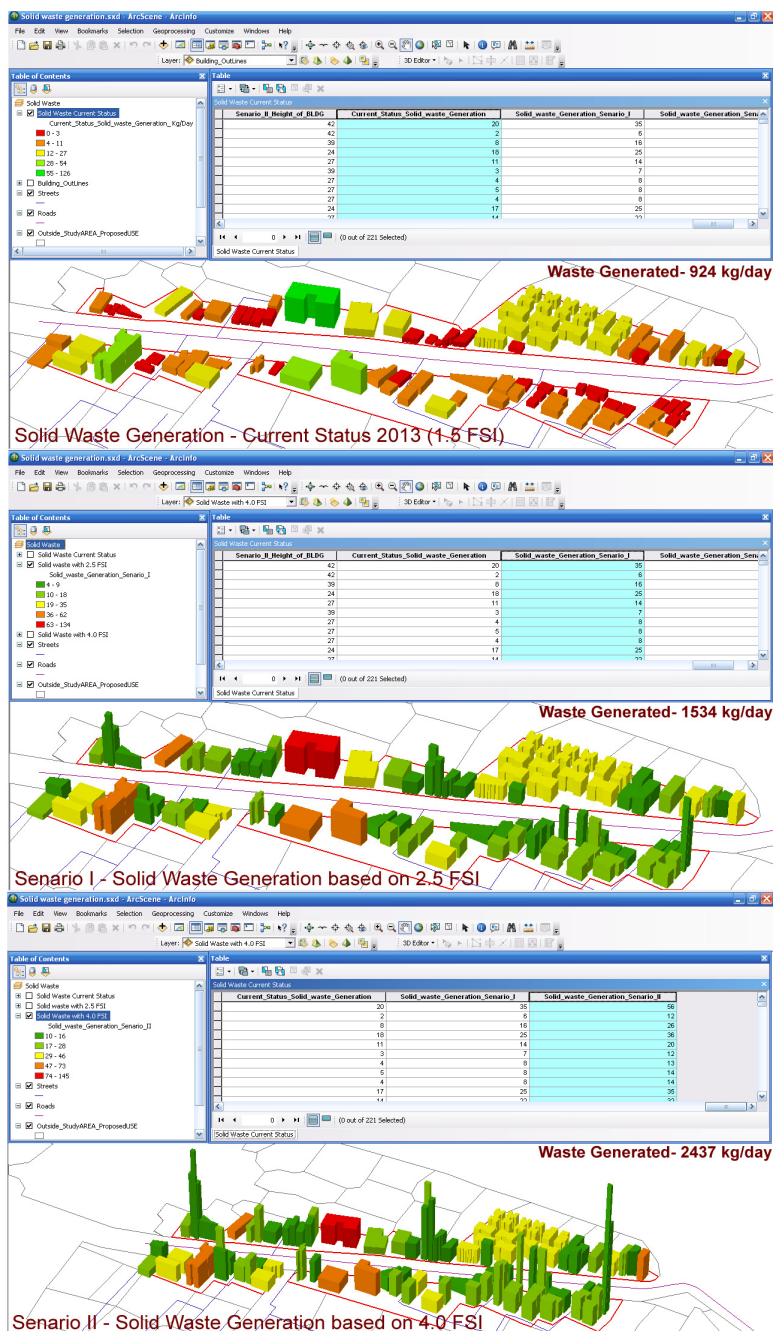 Solid waste generation.sxd - ArcScene - ArcInfo
File Edit View Bookmarks Selection Geoprocessing Customize Windows Help
Layer: Building_OutLines 3D Editor
Table of Contents
Solid Waste
Solid Waste Current Status
Current_Status_Solid_waste_Generation_ Kg/Day
0 - 3
4 - 11
12 - 27
28 - 54
55 - 126
Building_OutLines
Streets
Roads
Outside_StudyAREA_ProposedUSE
Table
Solid Waste Current Status
Senario_II_Height_of_BLDG Current_Status_Solid_waste_Generation Solid_waste_Generation_Senario_I Solid_waste_Generation_Sena
42 20 35
42 2 6
39 8 16
24 18 25
27 11 14
39 3 7
27 4 8
27 5 8
27 4 8
24 17 25
27 14 22
0 (0 out of 221 Selected)
Solid Waste Current Status
Waste Generated- 924 kg/day
Solid Waste Generation - Current Status 2013 (1.5 FSI)
Solid waste generation.sxd - ArcScene - ArcInfo
File Edit View Bookmarks Selection Geoprocessing Customize Windows Help
Layer: Solid Waste with 4.0 FSI 3D Editor
Table of Contents
Solid Waste
Solid Waste Current Status
Solid waste with 2.5 FSI
Solid_waste_Generation_Senario_I
4 - 9
10 - 18
19 - 35
36 - 62
63 - 134
Solid Waste with 4.0 FSI
Streets
Roads
Outside_StudyAREA_ProposedUSE
Table
Solid Waste Current Status
Senario_II_Height_of_BLDG Current_Status_Solid_waste_Generation Solid_waste_Generation_Senario_I Solid_waste_Generation_Sena
42 20 35
42 2 6
39 8 16
24 18 25
27 11 14
39 3 7
27 4 8
27 5 8
27 4 8
24 17 25
27 14 22
0 (0 out of 221 Selected)
Solid Waste Current Status
Waste Generated- 1534 kg/day
Senario I - Solid Waste Generation based on 2.5 FSI
Solid waste generation.sxd - ArcScene - ArcInfo
File Edit View Bookmarks Selection Geoprocessing Customize Windows Help
Layer: Solid Waste with 4.0 FSI 3D Editor
Table of Contents
Solid Waste
Solid Waste Current Status
Solid waste with 2.5 FSI
Solid Waste with 4.0 FSI
Solid_waste_Generation_Senario_II
10 - 16
17 - 28
29 - 46
47 - 73
74 - 145
Streets
Roads
Outside_StudyAREA_ProposedUSE
Table
Solid Waste Current Status
Current_Status_Solid_waste_Generation Solid_waste_Generation_Senario_I Solid_waste_Generation_Senario_II
20 35 56
2 6 12
8 16 26
18 25 36
11 14 20
3 7 12
4 8 13
5 8 14
4 8 14
17 25 35
14 22 32
0 (0 out of 221 Selected)
Solid Waste Current Status
Waste Generated- 2437 kg/day
Senario II - Solid Waste Generation based on 4.0 FSI